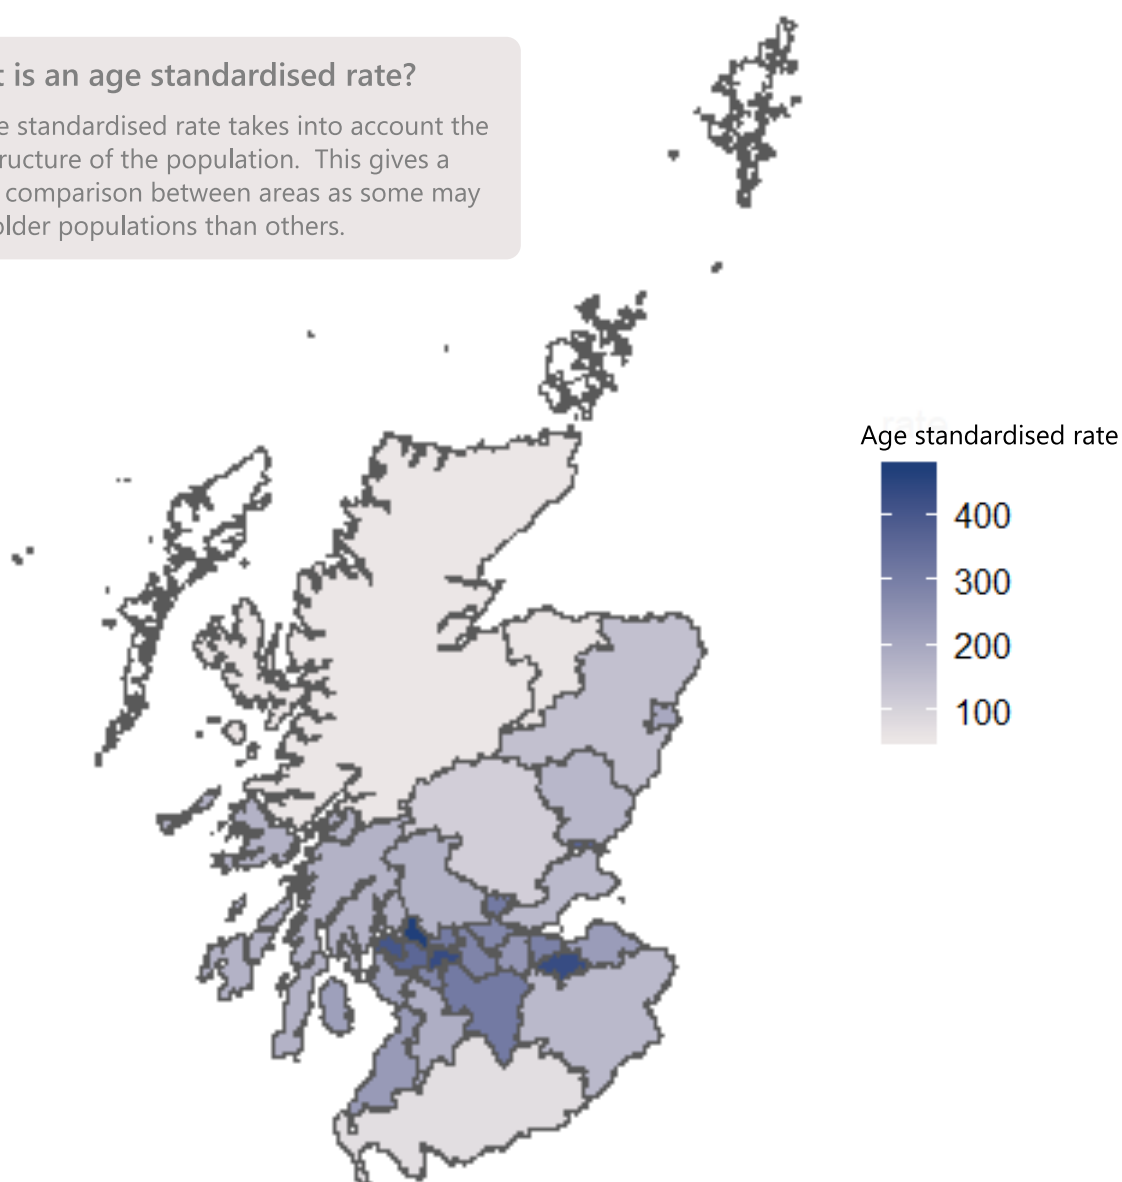 t is an age standardised rate?
e standardised rate takes into account the
ructure of the population. This gives a
comparison between areas as some may
older populations than others.
rate
Age standardised rate
400
300
200
100